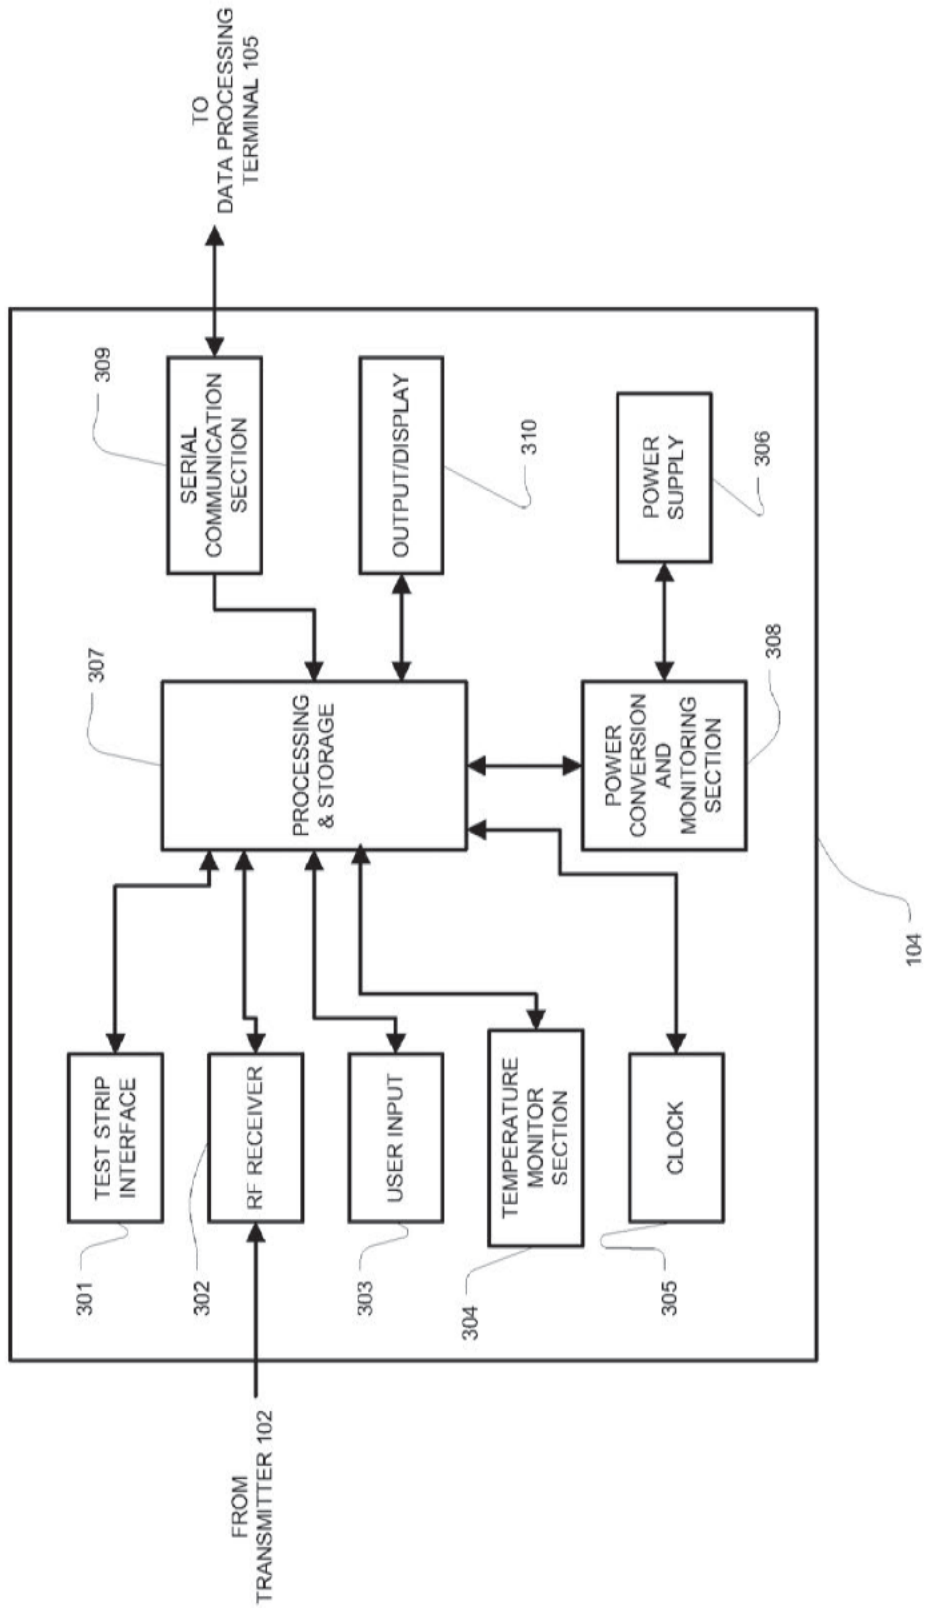 301
TEST STRIP
INTERFACE
302
RF RECEIVER
FROM
TRANSMITTER 102
303
USER INPUT
304
TEMPERATURE
MONITOR
SECTION
305
CLOCK
307
PROCESSING
& STORAGE
308
POWER
CONVERSION
AND
MONITORING
SECTION
309
SERIAL
COMMUNICATION
SECTION
TO
DATA PROCESSING
TERMINAL 105
310
OUTPUT/DISPLAY
306
POWER
SUPPLY
104